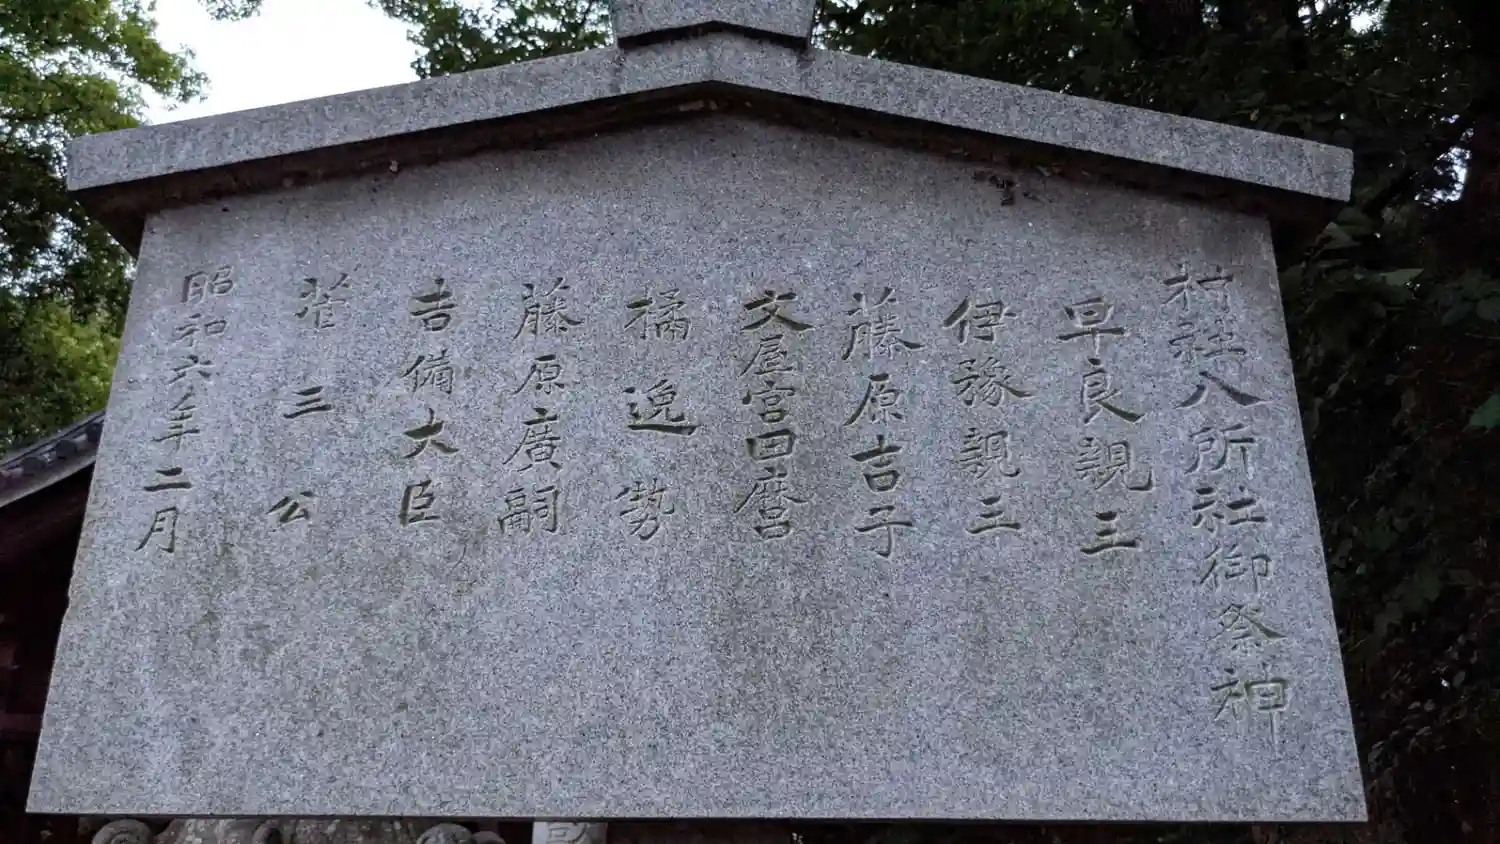 村社八所社御祭神
早良親王
伊豫親王
藤原吉子
文屋宮田麿
橘逸勢
藤原廣嗣
吉備大臣
菅三公
昭和六年二月